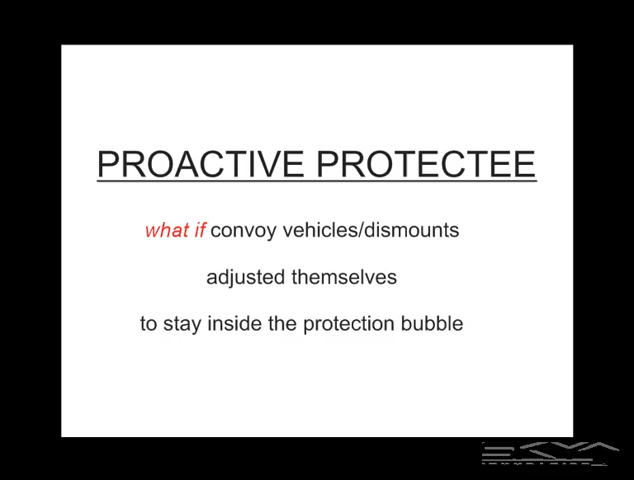 PROACTIVE PROTECTEE
what if convoy vehicles/dismounts
adjusted themselves
to stay inside the protection bubble